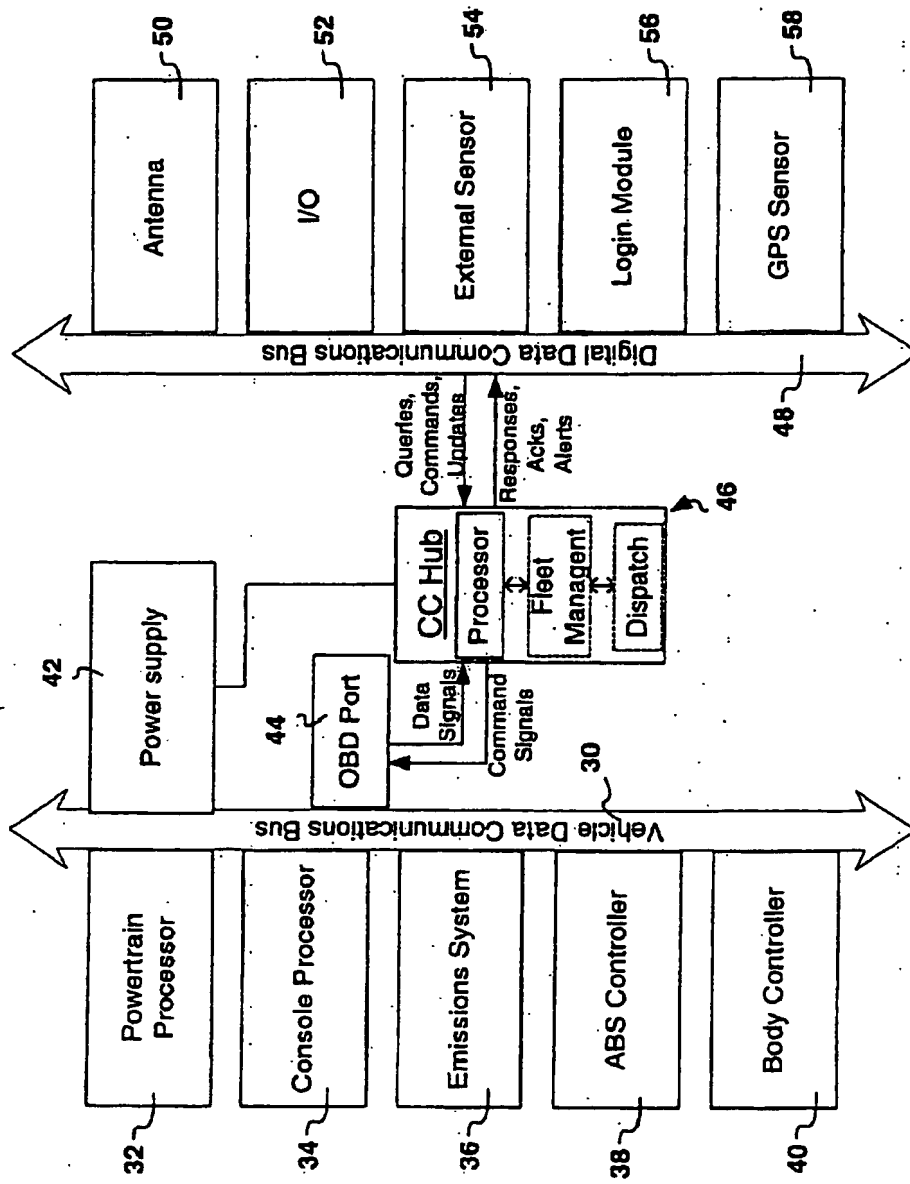 32
Powertrain
Processor
34
Console Processor
36
Emissions System
38
ABS Controller
40
Body Controller
Vehicle Data Communications Bus
30
42
Power supply
44
OBD Port
Data
Signals
Command
Signals
CC Hub
Processor
Fleet
Managent
Dispatch
46
Queries,
Commands,
Updates
Responses,
Acks,
Alerts
Digital Data Communications Bus
48
Antenna
50
I/O
52
External Sensor
54
Login Module
56
GPS Sensor
58